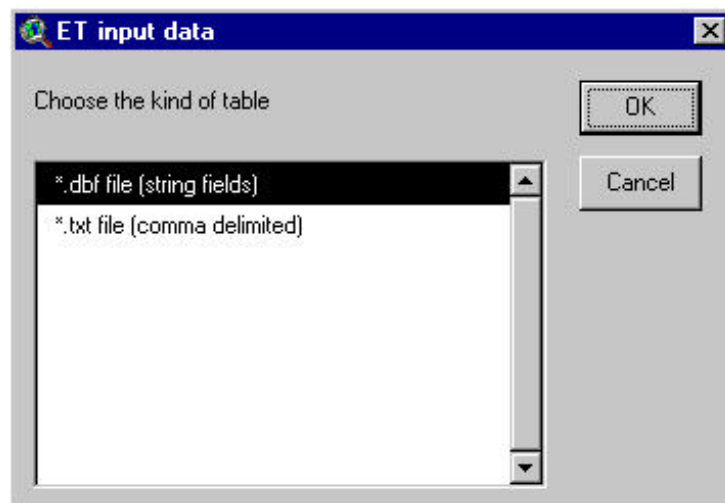 ET input data
Choose the kind of table
OK
*.dbf file (string fields)
Cancel
*.txt file (comma delimited)